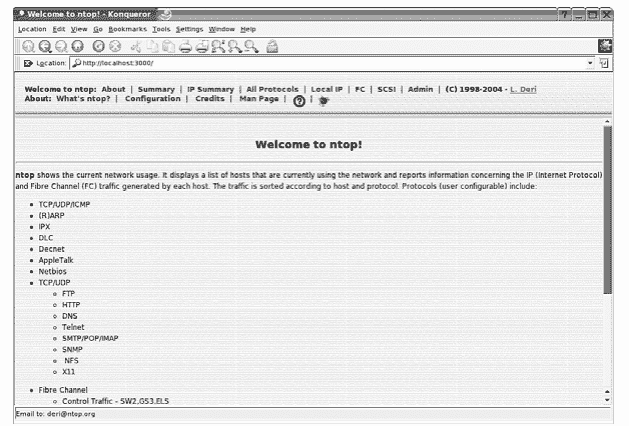 Welcome to ntop! - Konqueror
Location Edit View Go Bookmarks Tools Settings Window Help
Location: http://localhost:3000/
Welcome to ntop: About | Summary | IP Summary | All Protocols | Local IP | FC | SCSI | Admin | (C) 1998-2004 - L. Deri
About: What's ntop? | Configuration | Credits | Man Page | ? |
Welcome to ntop!
ntop shows the current network usage. It displays a list of hosts that are currently using the network and reports information concerning the IP (Internet Protocol)
and Fibre Channel (FC) traffic generated by each host. The traffic is sorted according to host and protocol. Protocols (user configurable) include:
• TCP/UDP/ICMP
• (R)ARP
• IPX
• DLC
• Decnet
• AppleTalk
• Netbios
• TCP/UDP
◦ FTP
◦ HTTP
◦ DNS
◦ Telnet
◦ SMTP/POP/IMAP
◦ SNMP
◦ NFS
◦ X11
• Fibre Channel
◦ Control Traffic - SW2,GS3,ELS
Email to: deri@ntop.org